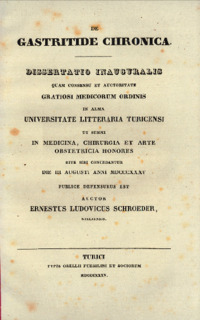 DE
GASTRITIDE CHRONICA.
DISSERTATIO INAUGURALIS
QUAM CONSENSU ET AUCTORITATE
GRATIOSI MEDICORUM ORDINIS
IN ALMA
UNIVERSITATE LITTERARIA TURICENSI
UT SUMMI
IN MEDICINA, CHIRURGIA ET ARTE
OBSTETRICIA HONORES
RITE SIBI CONCEDANTUR
DIE III AUGUSTI ANNI MDCCCXXXV
PUBLICE DEFENDURUS EST
AUCTOR
ERNESTUS LUDOVICUS SCHROEDER,
TURICI
TYPIS ORELLII FUESSLINI ET SOCIORUM
MDCCCXXXV.